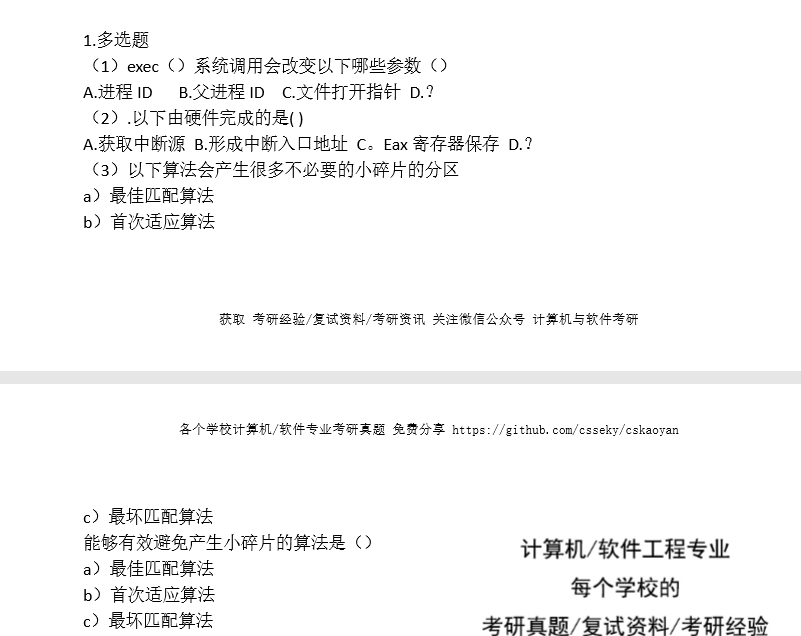 1.多选题
（1）exec（）系统调用会改变以下哪些参数（）
A.进程 ID B.父进程 ID C.文件打开指针 D.？
（2）.以下由硬件完成的是( )
A.获取中断源 B.形成中断入口地址 C。Eax 寄存器保存 D.？
（3）以下算法会产生很多不必要的小碎片的分区
a）最佳匹配算法
b）首次适应算法
获取 考研经验/复试资料/考研资讯 关注微信公众号 计算机与软件考研
各个学校计算机/软件专业考研真题 免费分享 https://github.com/csseky/cskaoyan
c）最坏匹配算法
能够有效避免产生小碎片的算法是（）
a）最佳匹配算法
b）首次适应算法
c）最坏匹配算法
计算机/软件工程专业
每个学校的
考研真题/复试资料/考研经验